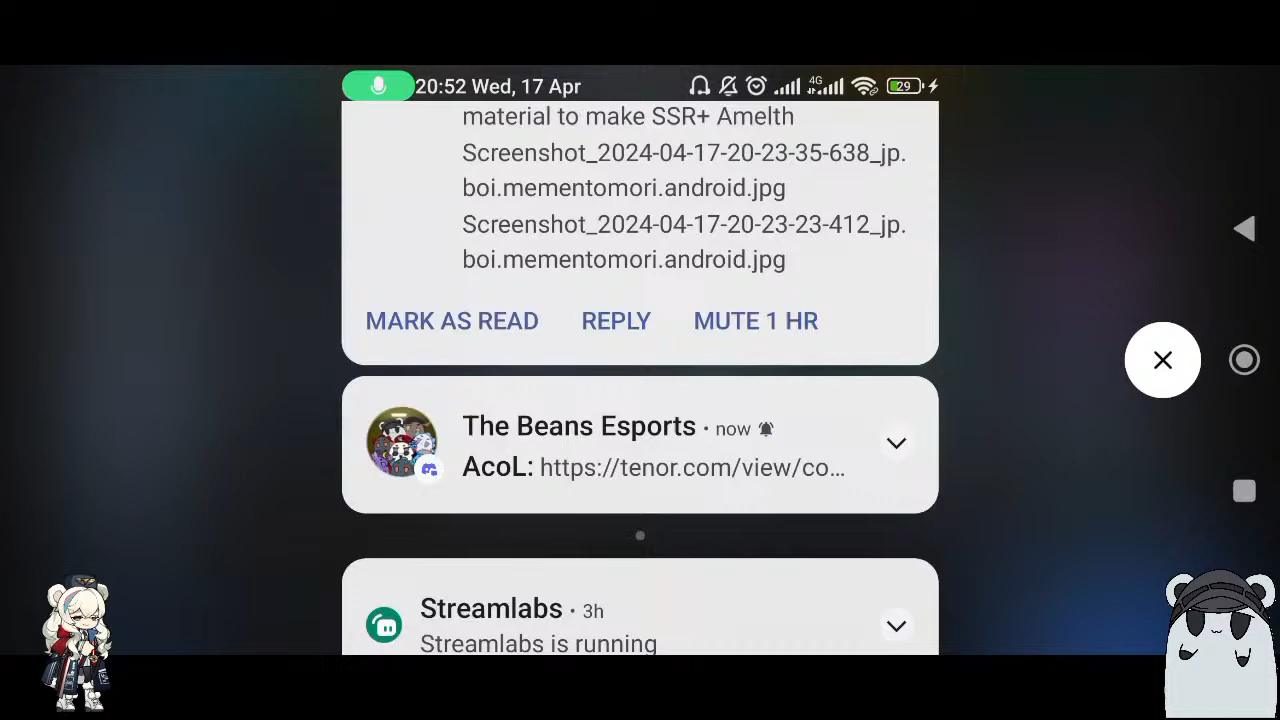 20:52 Wed, 17 Apr
4G
29
material to make SSR+ Amelth
Screenshot_2024-04-17-20-23-35-638_jp.
boi.mementomori.android.jpg
Screenshot_2024-04-17-20-23-23-412_jp.
boi.mementomori.android.jpg
MARK AS READ REPLY MUTE 1 HR
The Beans Esports • now
AcoL: https://tenor.com/view/co...
Streamlabs • 3h
Streamlabs is running